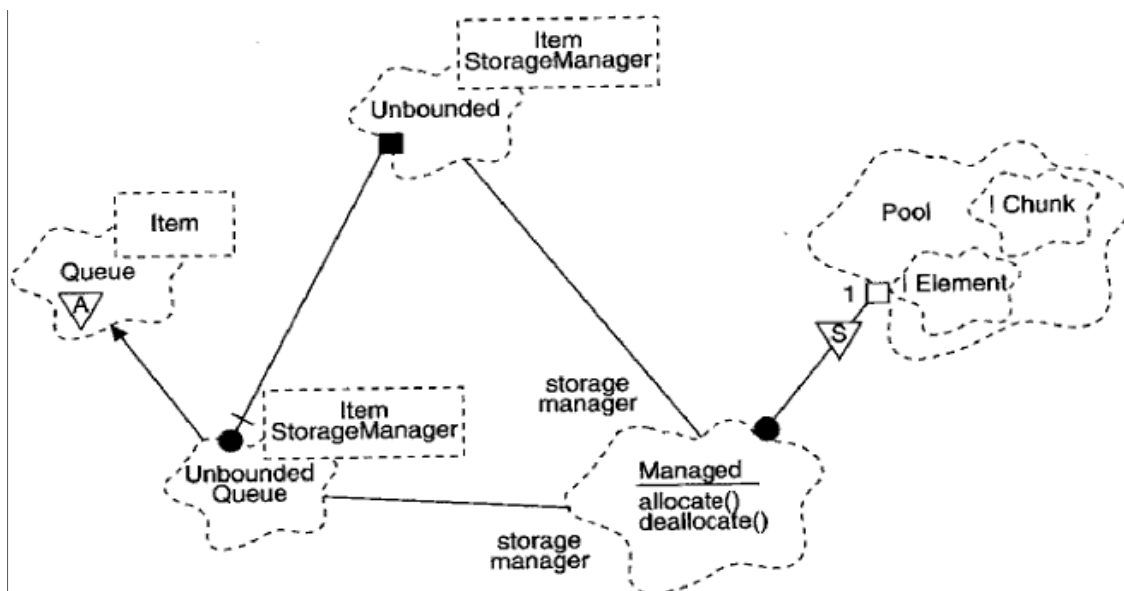 Item
StorageManager
Unbounded
Item
Queue
A
Pool
Chunk
Element
1
S
storage
manager
Item
StorageManager
Unbounded
Queue
Managed
allocate()
deallocate()
storage
manager